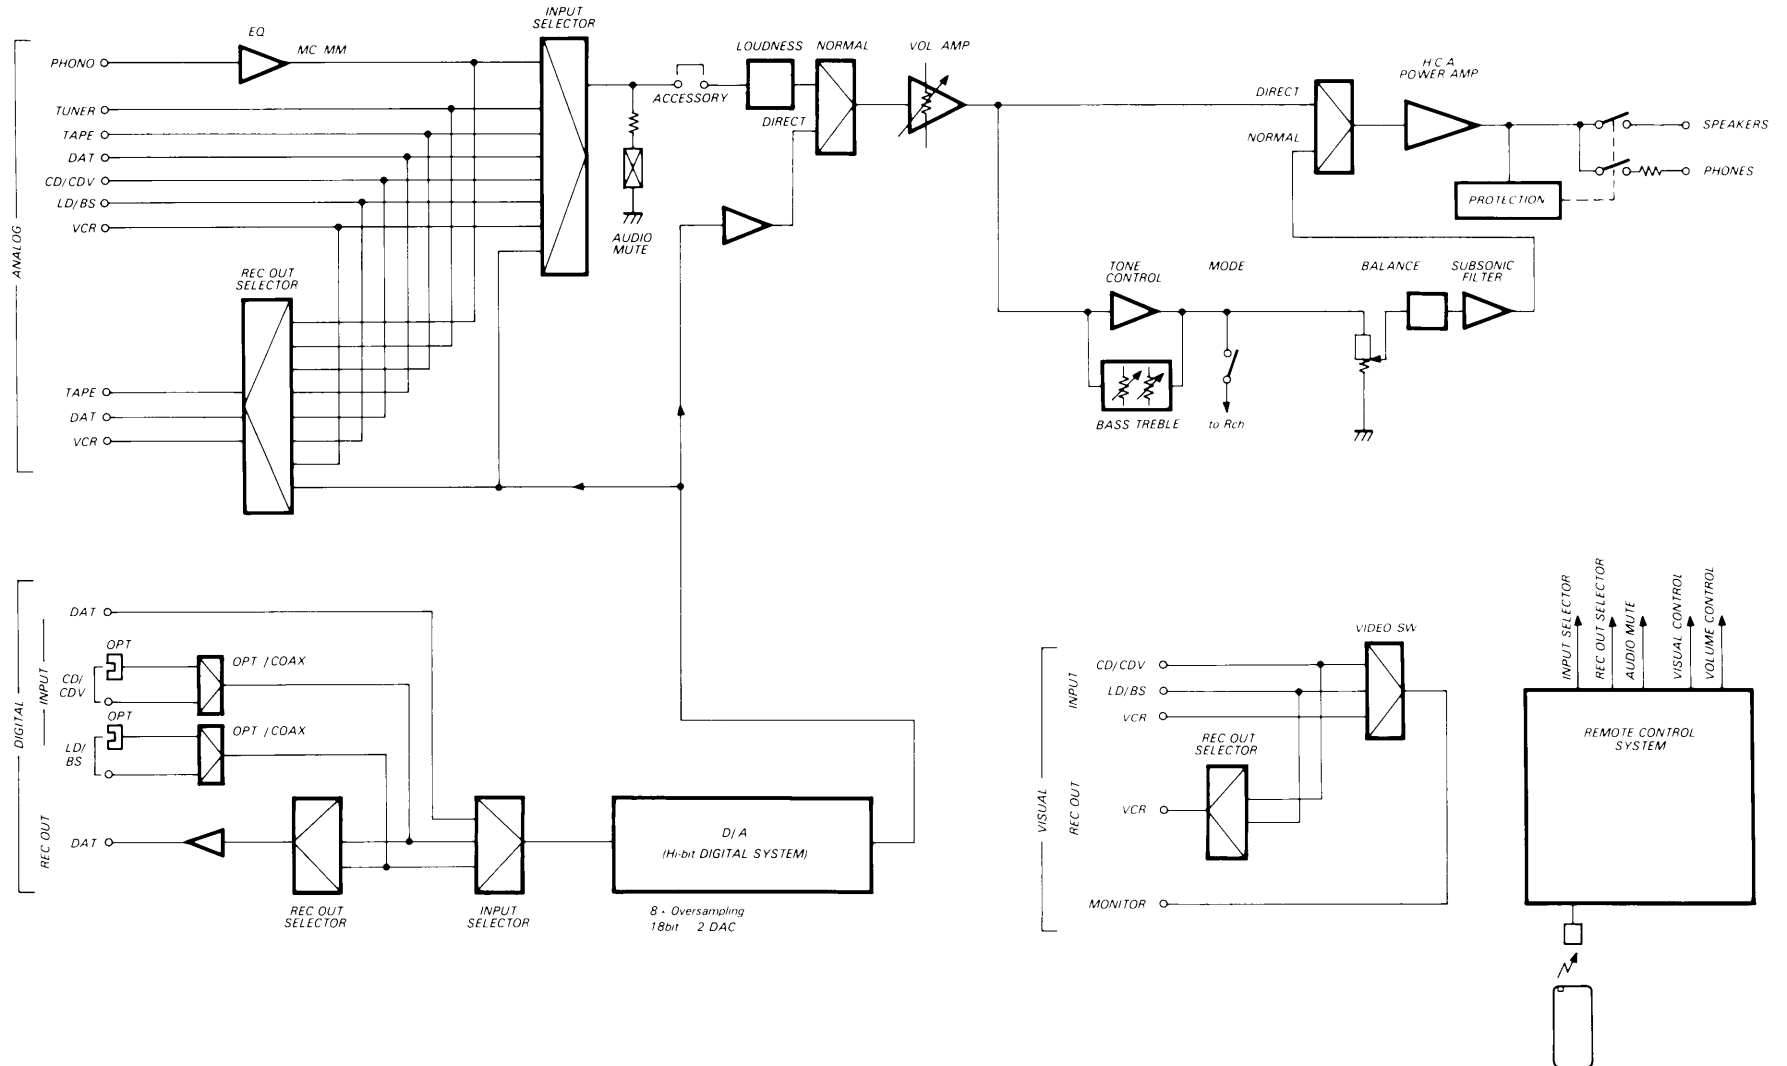 INPUT
SELECTOR
EQ
MC MM
PHONO
TUNER
TAPE
DAT
CD/CDV
LD/BS
VCR
ANALOG
REC OUT
SELECTOR
TAPE
DAT
VCR
AUDIO
MUTE
ACCESSORY
LOUDNESS
NORMAL
DIRECT
VOL AMP
HCA
POWER AMP
DIRECT
NORMAL
SPEAKERS
PHONES
PROTECTION
TONE
CONTROL
MODE
BALANCE
SUBSONIC
FILTER
BASS TREBLE
to Rch
DIGITAL
INPUT
DAT
OPT
OPT / COAX
CD/
CDV
OPT
OPT / COAX
LD/
BS
REC OUT
DAT
REC OUT
SELECTOR
INPUT
SELECTOR
D/A
(Hi-bit DIGITAL SYSTEM)
8 × Oversampling
18bit 2 DAC
VISUAL
INPUT
CD/CDV
LD/BS
VCR
VIDEO SW
REC OUT
SELECTOR
REC OUT
VCR
MONITOR
INPUT SELECTOR
REC OUT SELECTOR
AUDIO MUTE
VISUAL CONTROL
VOLUME CONTROL
REMOTE CONTROL
SYSTEM